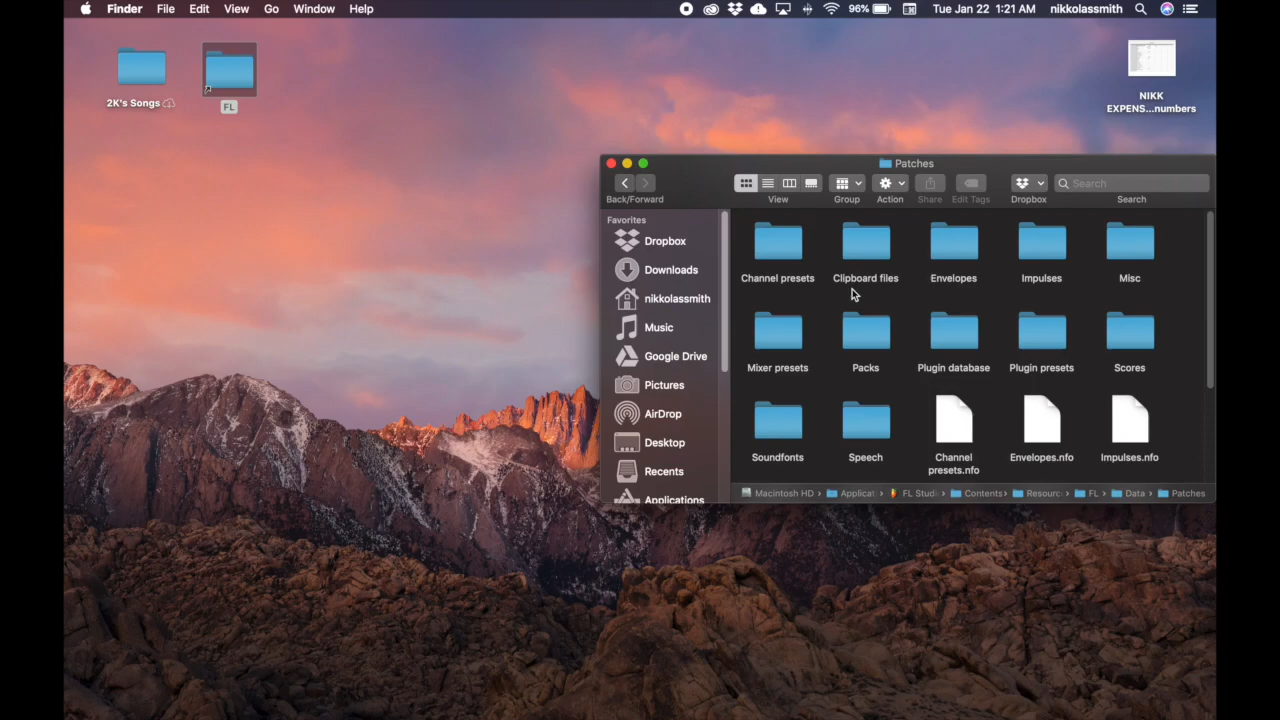 Finder File Edit View Go Window Help 96% Tue Jan 22 1:21 AM nikkolassmith
2K's Songs
FL
NIKK
EXPENS...numbers
Patches
Back/Forward View Group Action Share Edit Tags Dropbox Search
Search
Favorites
Dropbox
Downloads
nikkolassmith
Music
Google Drive
Pictures
AirDrop
Desktop
Recents
Applications
Channel presets Clipboard files Envelopes Impulses Misc
Mixer presets Packs Plugin database Plugin presets Scores
Soundfonts Speech Channel presets.nfo Envelopes.nfo Impulses.nfo
Macintosh HD › Applicat › FL Studi › Contents › Resourc › FL › Data › Patches